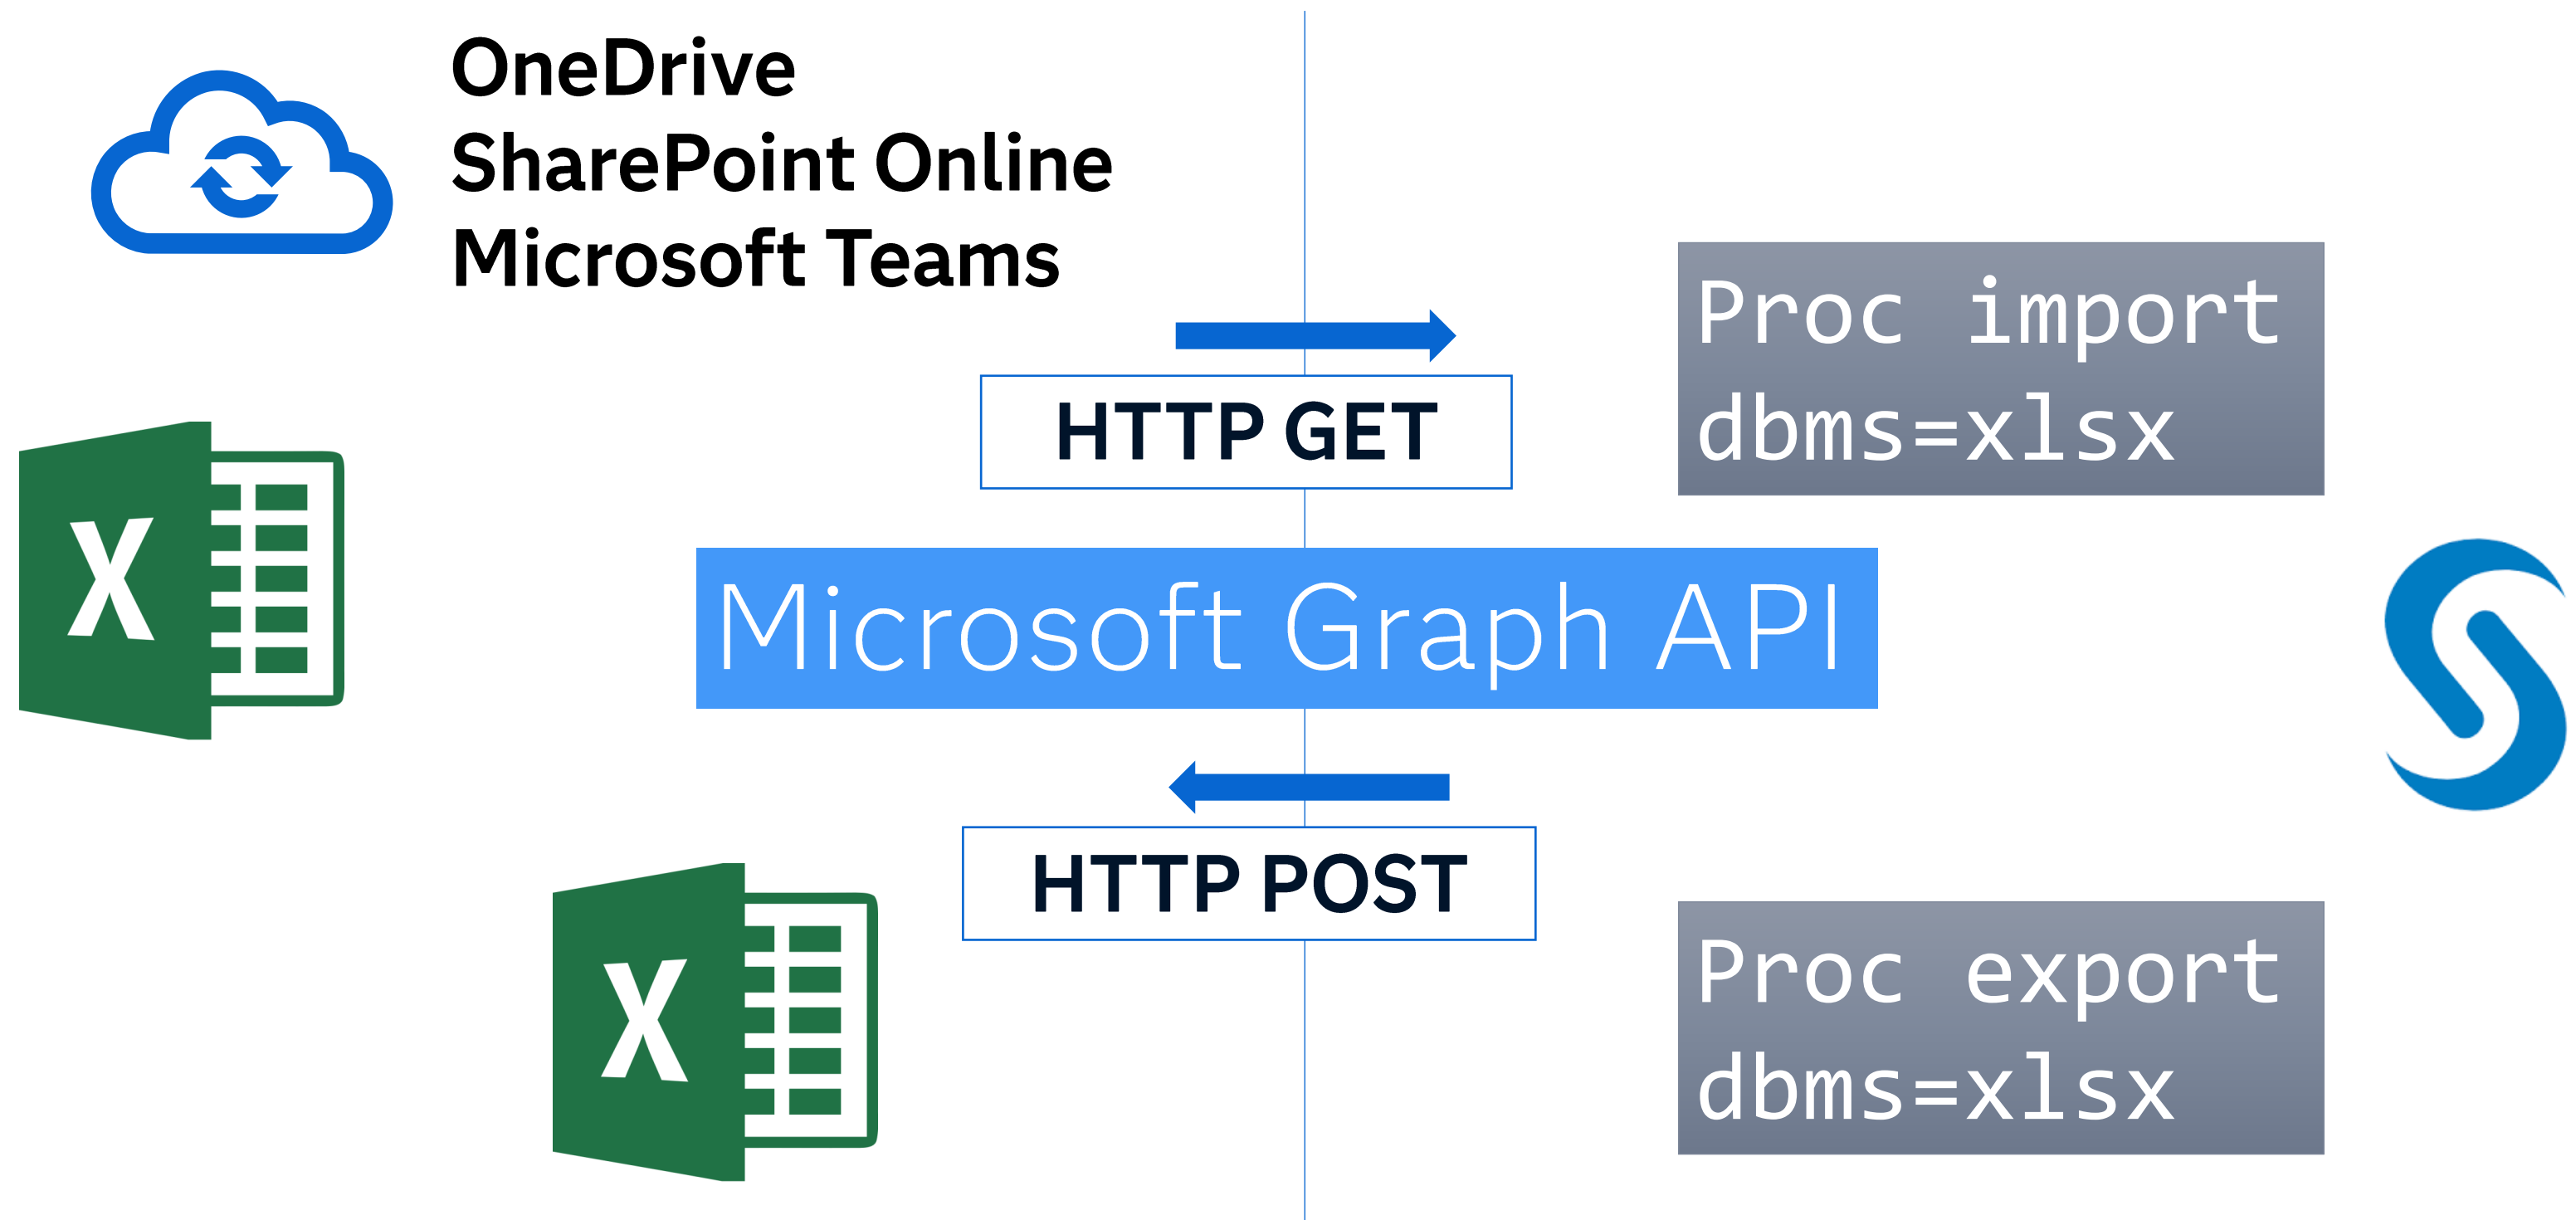 OneDrive
SharePoint Online
Microsoft Teams
HTTP GET
Proc import
dbms=xlsx
X
Microsoft Graph API
HTTP POST
X
Proc export
dbms=xlsx